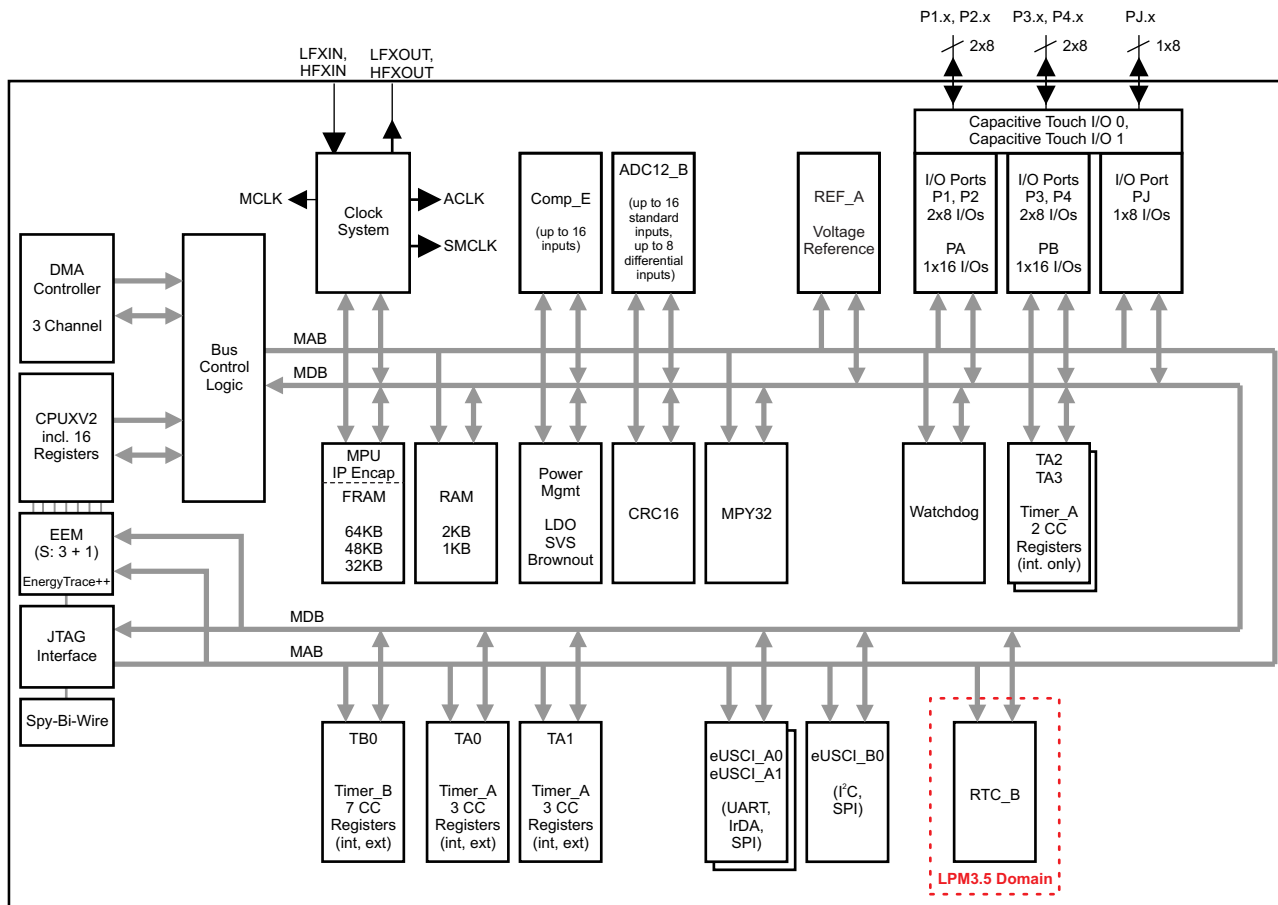 P1.x, P2.x
P3.x, P4.x
PJ.x
2x8
2x8
1x8
LFXIN,
HFXIN
LFXOUT,
HFXOUT
Capacitive Touch I/O 0,
Capacitive Touch I/O 1
MCLK
Clock
System
ACLK
SMCLK
Comp_E
(up to 16
inputs)
ADC12_B
(up to 16
standard
inputs,
up to 8
differential
inputs)
REF_A
Voltage
Reference
I/O Ports
P1, P2
2x8 I/Os
PA
1x16 I/Os
I/O Ports
P3, P4
2x8 I/Os
PB
1x16 I/Os
I/O Port
PJ
1x8 I/Os
DMA
Controller
3 Channel
Bus
Control
Logic
MAB
MDB
CPUXV2
incl. 16
Registers
MPU
IP Encap
FRAM
64KB
48KB
32KB
RAM
2KB
1KB
Power
Mgmt
LDO
SVS
Brownout
CRC16
MPY32
Watchdog
TA2
TA3
Timer_A
2 CC
Registers
(int. only)
EEM
(S: 3 + 1)
EnergyTrace++
JTAG
Interface
Spy-Bi-Wire
MDB
MAB
TB0
Timer_B
7 CC
Registers
(int, ext)
TA0
Timer_A
3 CC
Registers
(int, ext)
TA1
Timer_A
3 CC
Registers
(int, ext)
eUSCI_A0
eUSCI_A1
(UART,
IrDA,
SPI)
eUSCI_B0
(I²C,
SPI)
RTC_B
LPM3.5 Domain